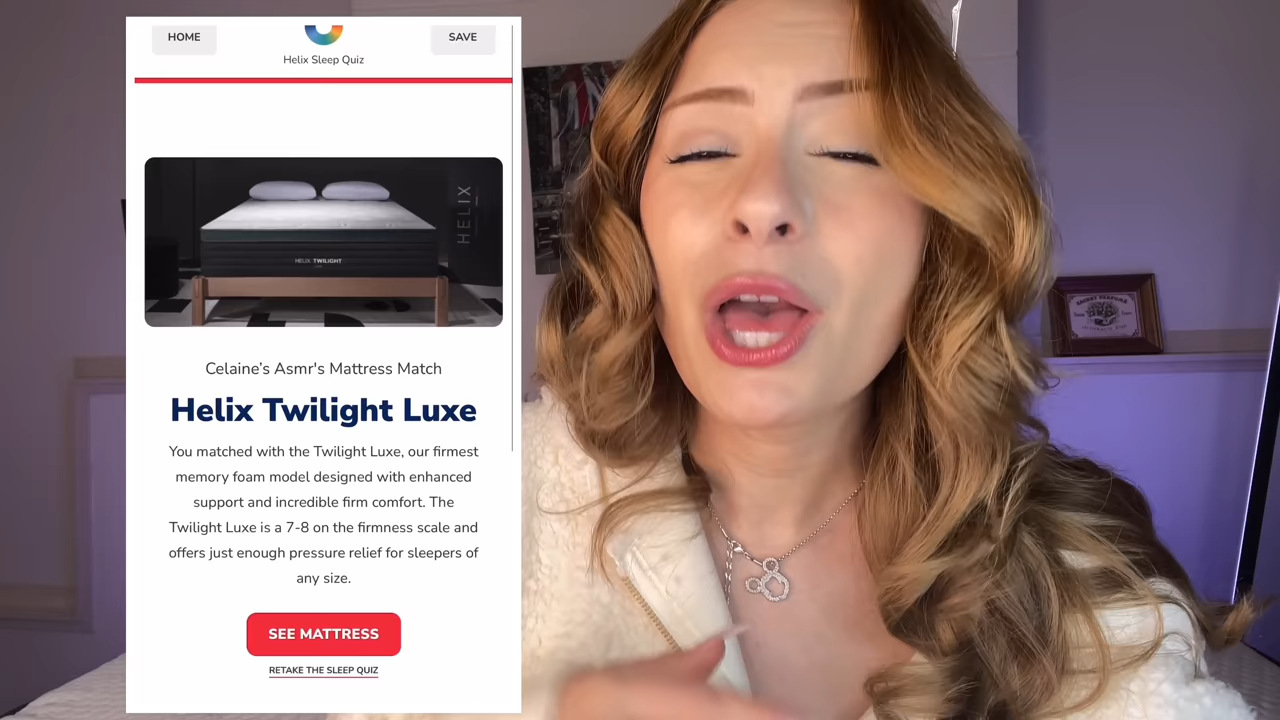 HOME
SAVE
Helix Sleep Quiz
HELIX
HELIX TWILIGHT
Celaine’s Asmr's Mattress Match
Helix Twilight Luxe
You matched with the Twilight Luxe, our firmest
memory foam model designed with enhanced
support and incredible firm comfort. The
Twilight Luxe is a 7-8 on the firmness scale and
offers just enough pressure relief for sleepers of
any size.
SEE MATTRESS
RETAKE THE SLEEP QUIZ